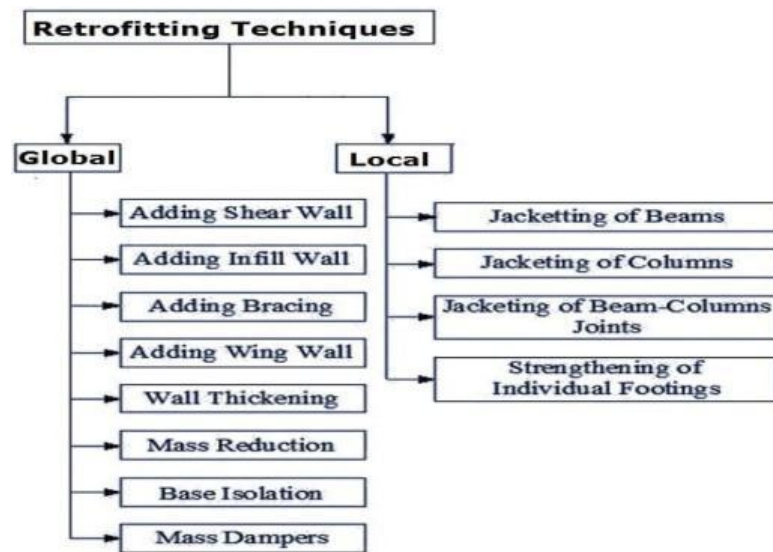 Retrofitting Techniques
Global
Local
Adding Shear Wall
Adding Infill Wall
Adding Bracing
Adding Wing Wall
Wall Thickening
Mass Reduction
Base Isolation
Mass Dampers
Jacketting of Beams
Jacketing of Columns
Jacketing of Beam-Columns
Joints
Strengthening of
Individual Footings